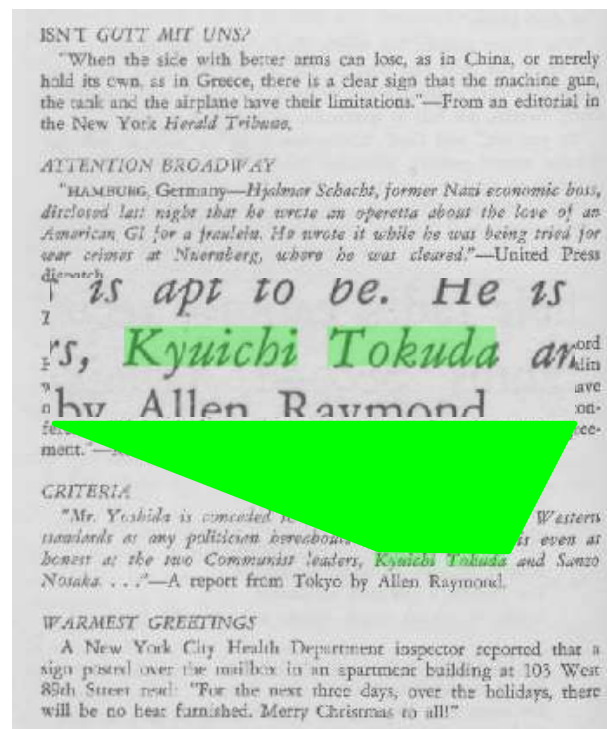 ISN'T GOTT MIT UNS?
"When the side with better arms can lose, as in China, or merely
hold its own, as in Greece, there is a clear sign that the machine gun,
the tank and the airplane have their limitations."—From an editorial in
the New York Herald Tribune.
ATTENTION BROADWAY
"HAMBURG, Germany—Hjalmar Schacht, former Nazi economic boss,
disclosed last night that he wrote an operetta about the love of an
American GI for a fraulein. He wrote it while he was being tried for
war crimes at Nuernberg, where he was cleared."—United Press
dispatch
is apt to be. He is
rs, Kyuichi Tokuda an
by Allen Raymond
ment."—
CRITERIA
"Mr. Yoshida is conceded Western
standards as any politician hereabouts is even as
honest as the two Communist leaders, Kyuichi Tokuda and Sanzo
Nosaka. . . ."—A report from Tokyo by Allen Raymond.
WARMEST GREETINGS
A New York City Health Department inspector reported that a
sign posted over the mailbox in an apartment building at 103 West
89th Street read: "For the next three days, over the holidays, there
will be no heat furnished. Merry Christmas to all!"